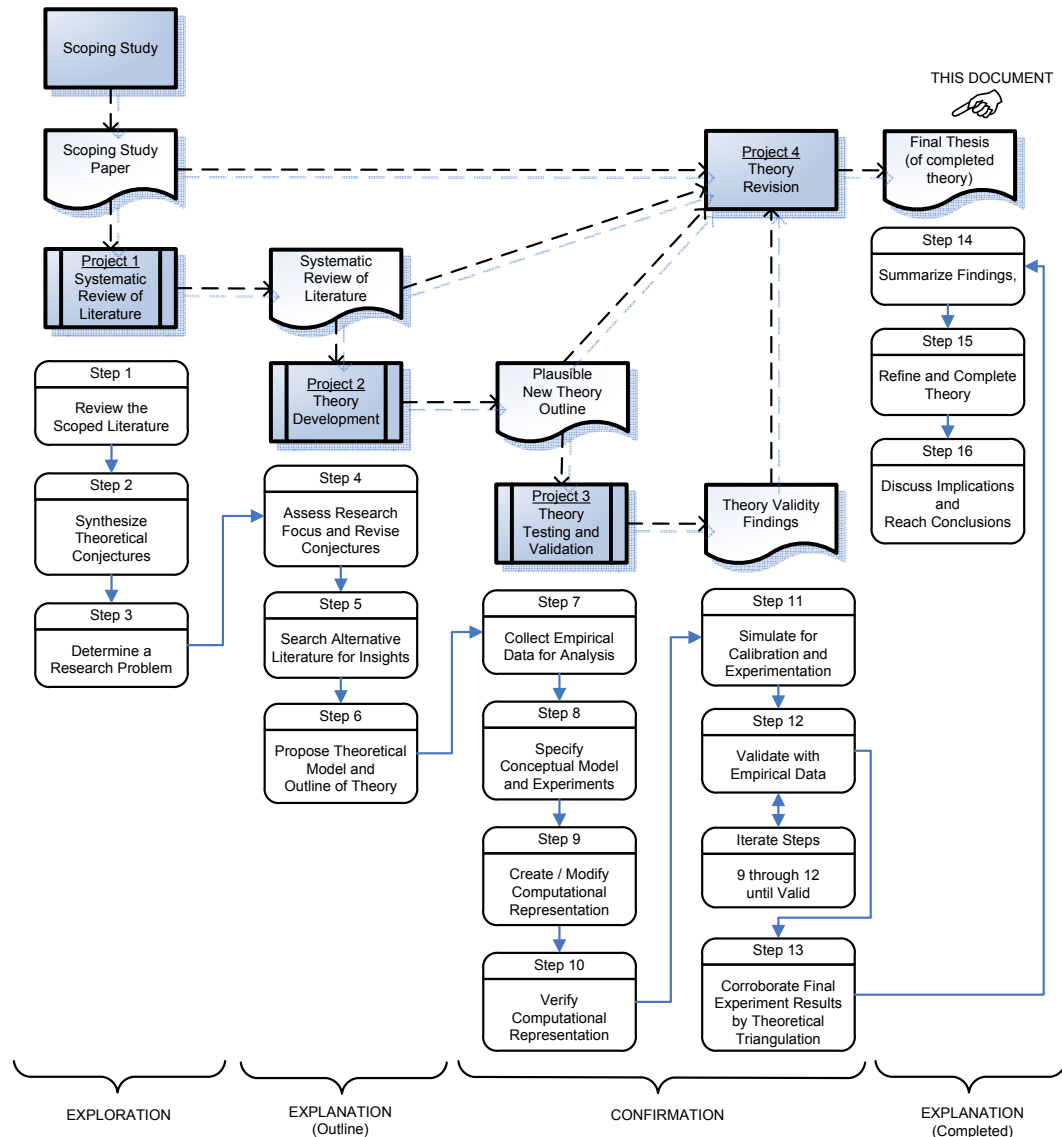 Scoping Study
THIS DOCUMENT
Scoping Study
Paper
Project 4
Theory
Revision
Final Thesis
(of completed
theory)
Project 1
Systematic
Review of
Literature
Systematic
Review of
Literature
Step 14
Summarize Findings,
Step 1
Review the
Scoped Literature
Project 2
Theory
Development
Plausible
New Theory
Outline
Step 15
Refine and Complete
Theory
Step 2
Synthesize
Theoretical
Conjectures
Step 4
Assess Research
Focus and Revise
Conjectures
Project 3
Theory
Testing and
Validation
Theory Validity
Findings
Step 16
Discuss Implications
and
Reach Conclusions
Step 3
Determine a
Research Problem
Step 5
Search Alternative
Literature for Insights
Step 7
Collect Empirical
Data for Analysis
Step 11
Simulate for
Calibration and
Experimentation
Step 6
Propose Theoretical
Model and
Outline of Theory
Step 8
Specify
Conceptual Model
and Experiments
Step 12
Validate with
Empirical Data
Step 9
Create / Modify
Computational
Representation
Iterate Steps
9 through 12
until Valid
Step 10
Verify
Computational
Representation
Step 13
Corroborate Final
Experiment Results
by Theoretical
Triangulation
EXPLORATION
EXPLANATION
(Outline)
CONFIRMATION
EXPLANATION
(Completed)